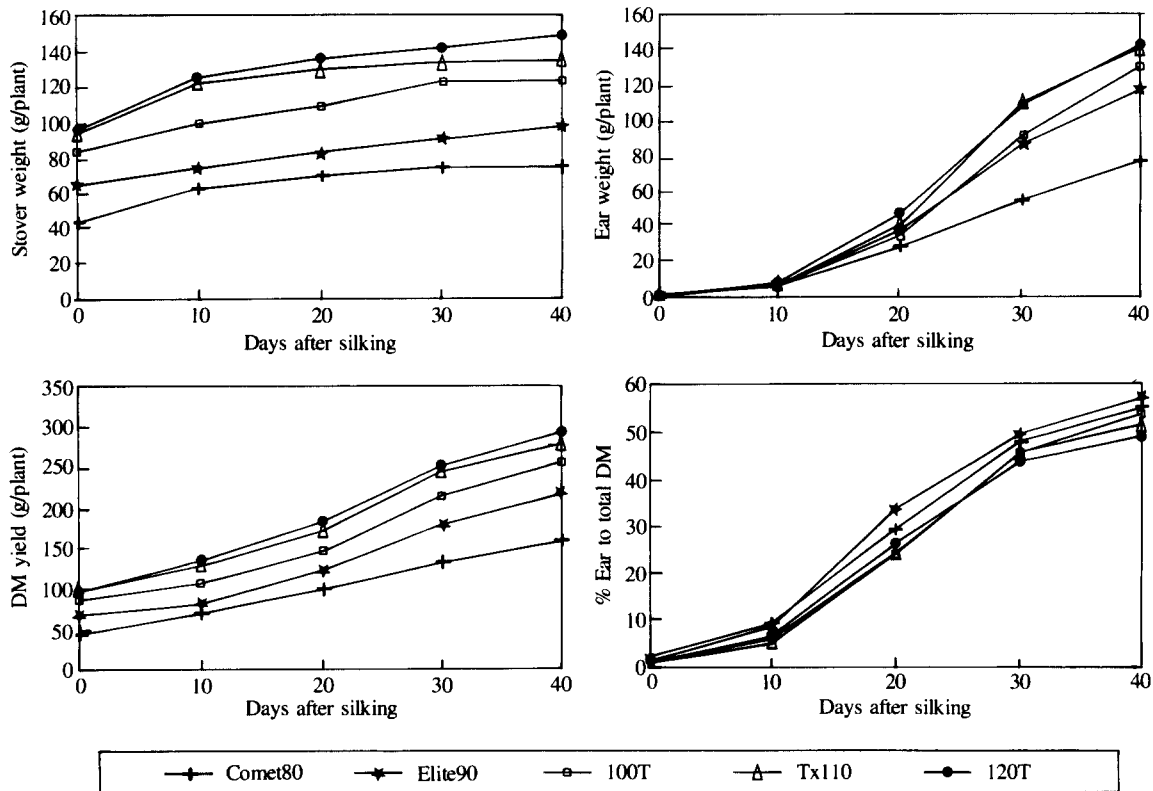 Stover weight (g/plant)
160
140
120
100
80
60
40
20
0
0 10 20 30 40
Days after silking
Ear weight (g/plant)
160
140
120
100
80
60
40
20
0
0 10 20 30 40
Days after silking
DM yield (g/plant)
350
300
250
200
150
100
50
0
0 10 20 30 40
Days after silking
% Ear to total DM
60
50
40
30
20
10
0
0 10 20 30 40
Days after silking
Comet80 Elite90 100T Tx110 120T